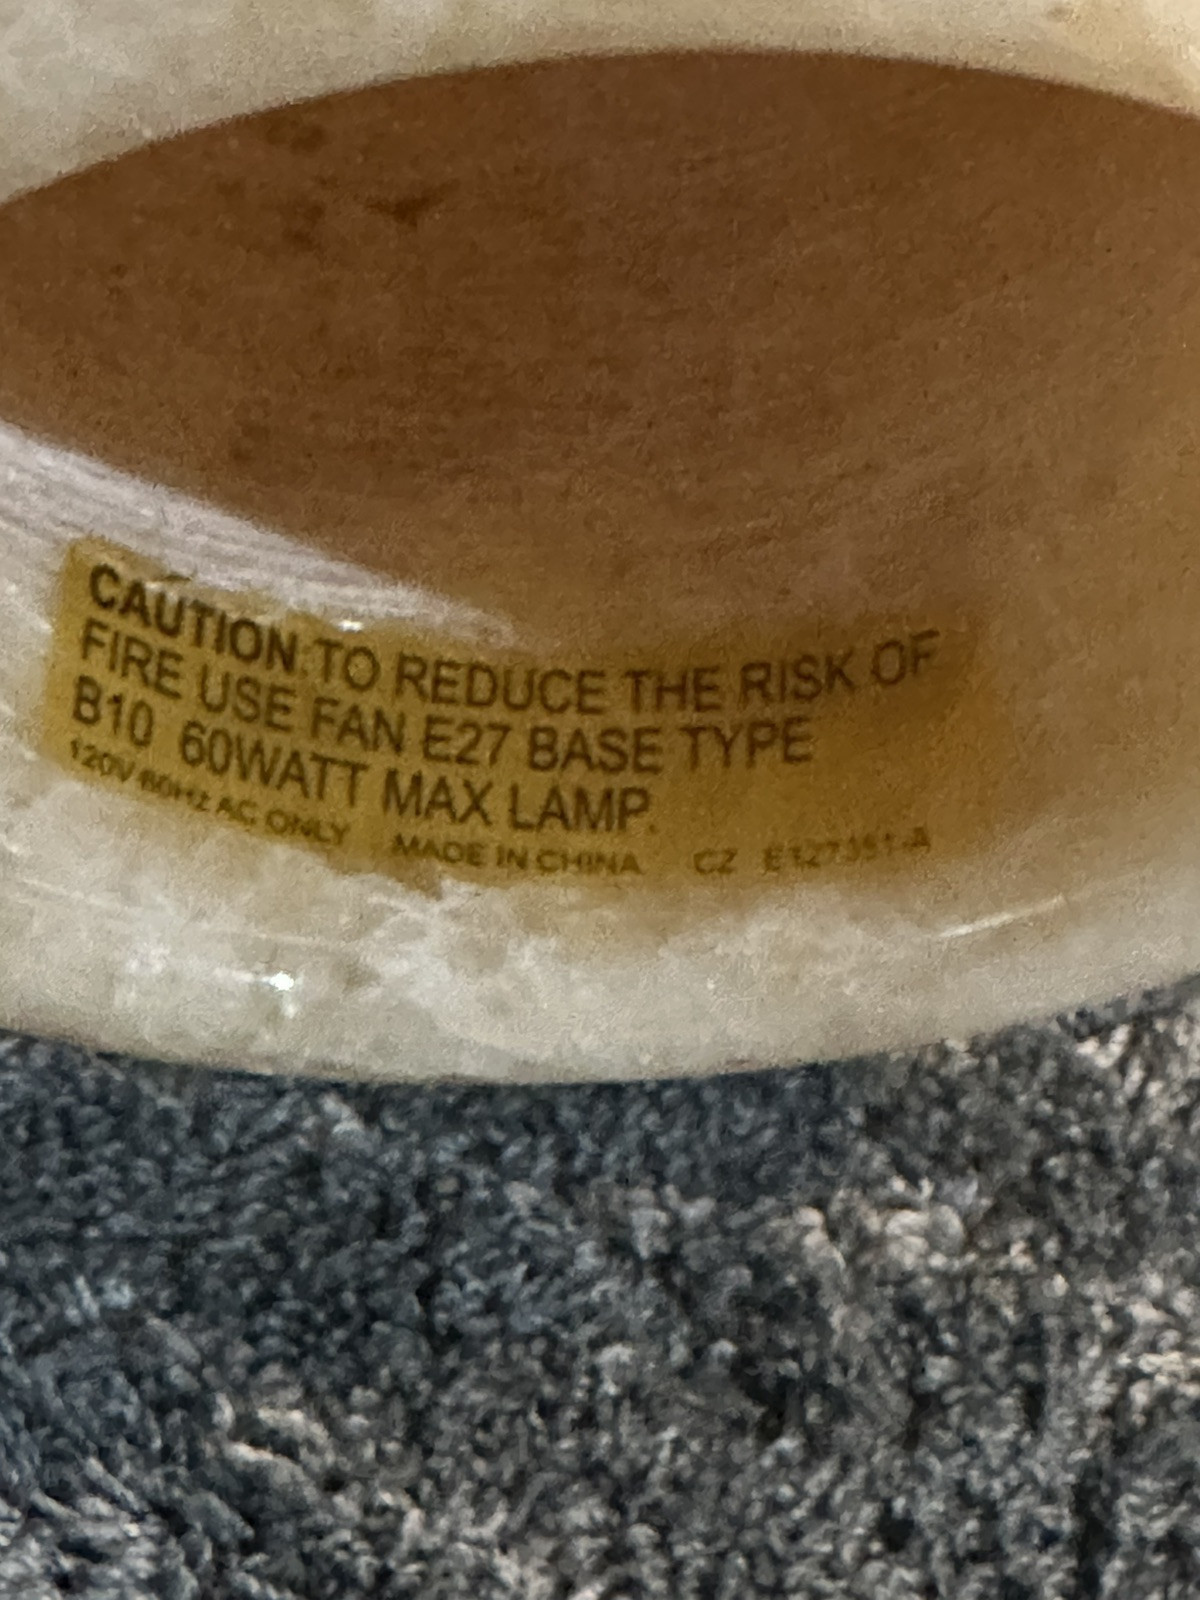 CAUTION:TO REDUCE THE RISK OF
FIRE USE FAN E27 BASE TYPE
B10 60WATT MAX LAMP.
120V 60Hz AC ONLY MADE IN CHINA CZ